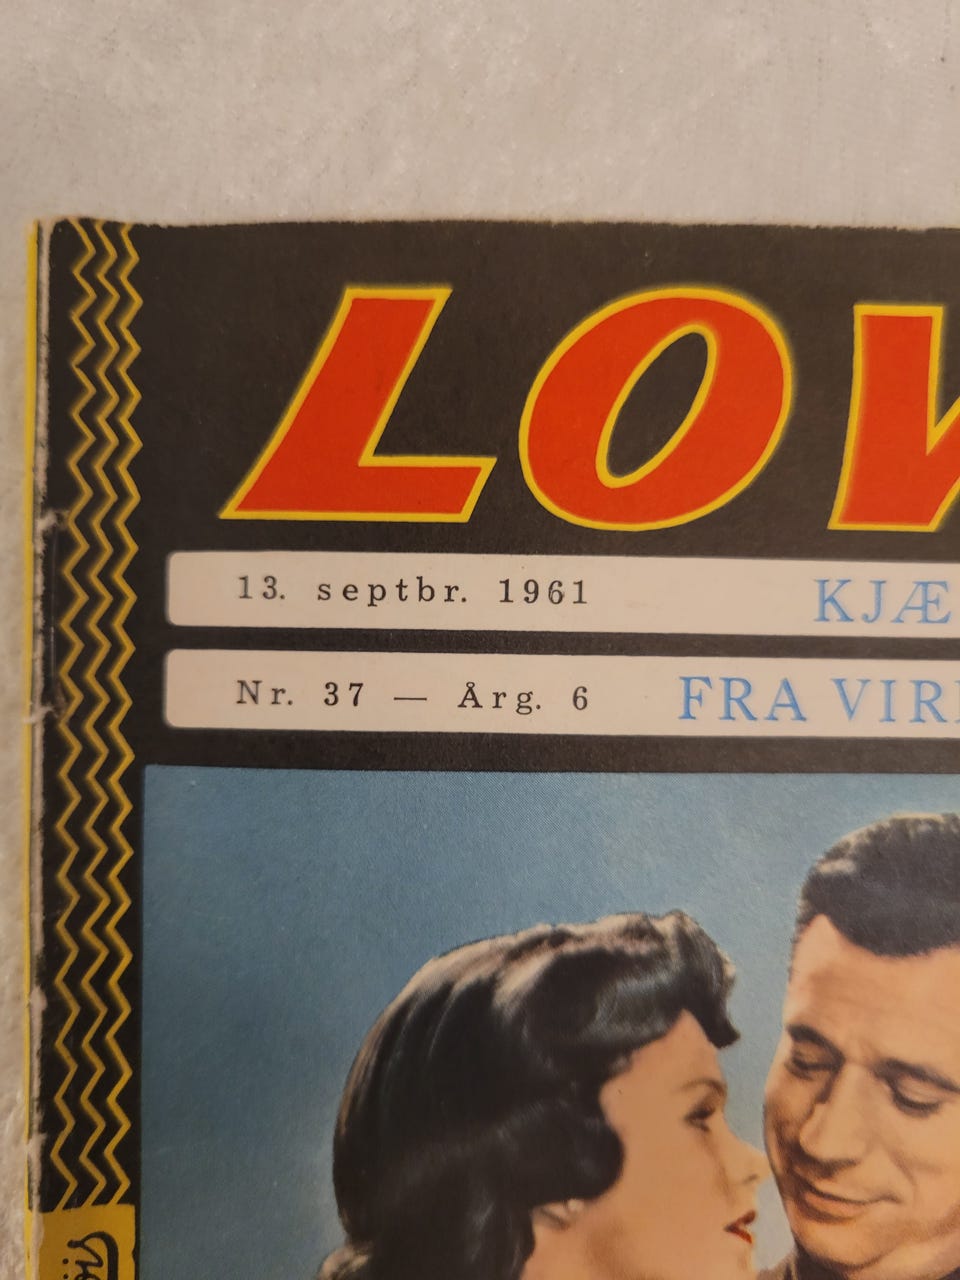 LOV
13. septbr. 1961 KJÆ
Nr. 37 — Årg. 6 FRA VIR